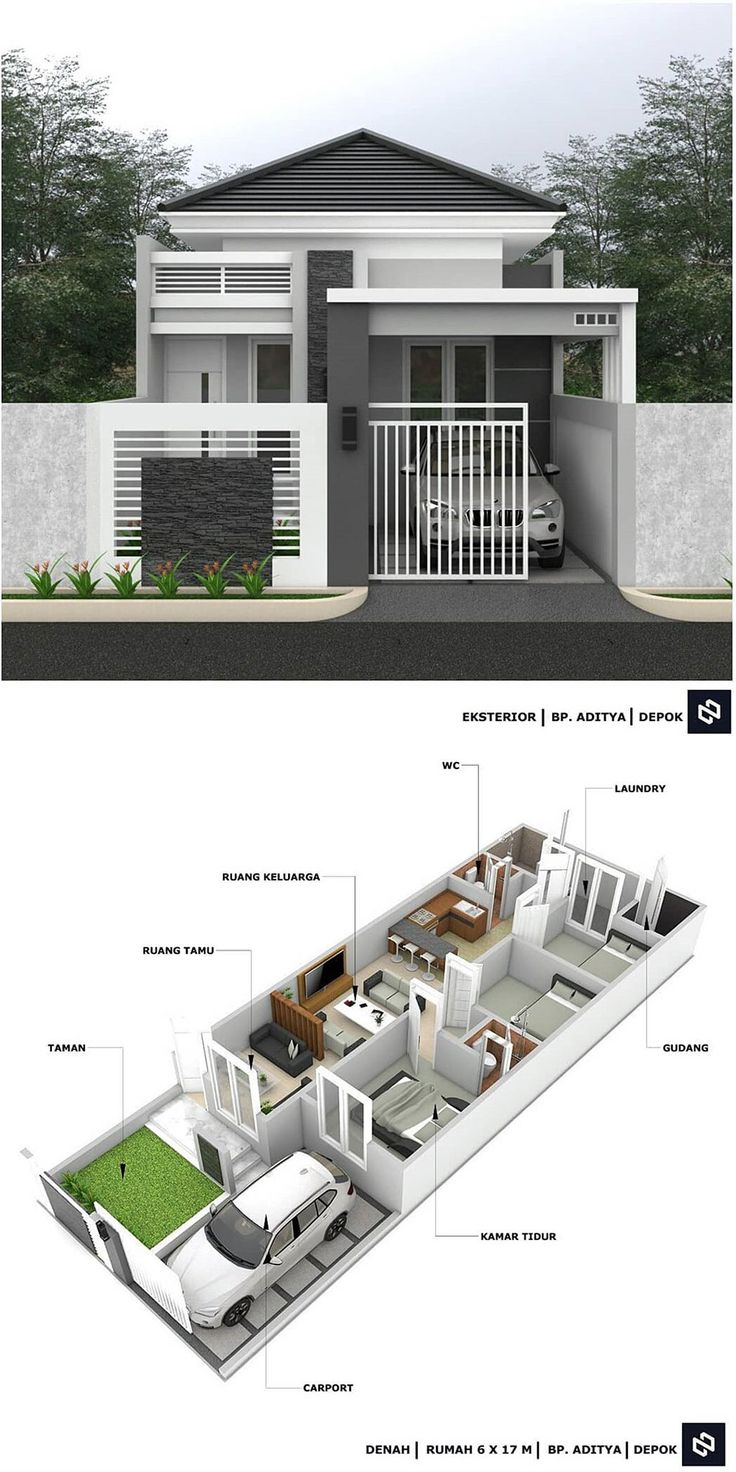 EKSTERIOR | BP. ADITYA | DEPOK
WC
LAUNDRY
RUANG KELUARGA
RUANG TAMU
TAMAN
GUDANG
KAMAR TIDUR
CARPORT
DENAH | RUMAH 6 X 17 M | BP. ADITYA | DEPOK